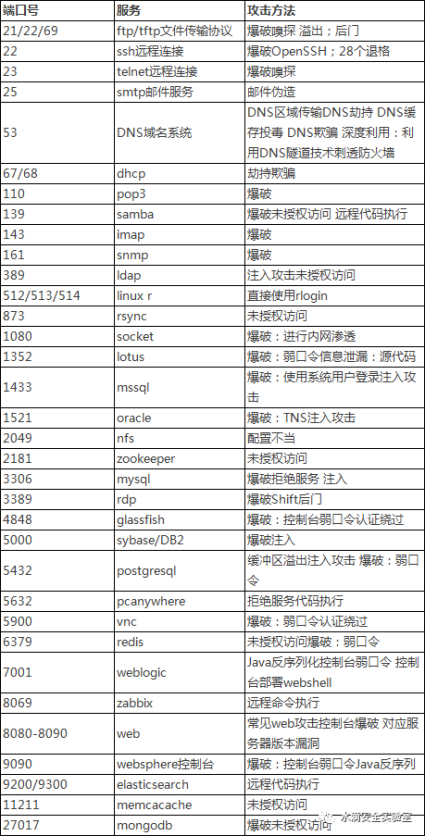 端口号 服务 攻击方法
21/22/69 ftp/tftp文件传输协议 爆破嗅探 溢出；后门
22 ssh远程连接 爆破OpenSSH；28个退格
23 telnet远程连接 爆破嗅探
25 smtp邮件服务 邮件伪造
53 DNS域名系统 DNS区域传输DNS劫持 DNS缓
存投毒 DNS欺骗 深度利用：利
用DNS隧道技术刺透防火墙
67/68 dhcp 劫持欺骗
110 pop3 爆破
139 samba 爆破未授权访问 远程代码执行
143 imap 爆破
161 snmp 爆破
389 ldap 注入攻击未授权访问
512/513/514 linux r 直接使用rlogin
873 rsync 未授权访问
1080 socket 爆破：进行内网渗透
1352 lotus 爆破：弱口令信息泄漏：源代码
1433 mssql 爆破：使用系统用户登录注入攻
击
1521 oracle 爆破：TNS注入攻击
2049 nfs 配置不当
2181 zookeeper 未授权访问
3306 mysql 爆破拒绝服务 注入
3389 rdp 爆破Shift后门
4848 glassfish 爆破：控制台弱口令认证绕过
5000 sybase/DB2 爆破注入
5432 postgresql 缓冲区溢出注入攻击 爆破：弱口
令
5632 pcanywhere 拒绝服务代码执行
5900 vnc 爆破：弱口令认证绕过
6379 redis 未授权访问爆破：弱口令
7001 weblogic Java反序列化控制台弱口令 控制
台部署webshell
8069 zabbix 远程命令执行
8080-8090 web 常见web攻击控制台爆破 对应服
务器版本漏洞
9090 websphere控制台 爆破：控制台弱口令Java反序列
9200/9300 elasticsearch 远程代码执行
11211 memcacache 未授权访问
27017 mongodb 爆破未授权访问
水滴安全实验室